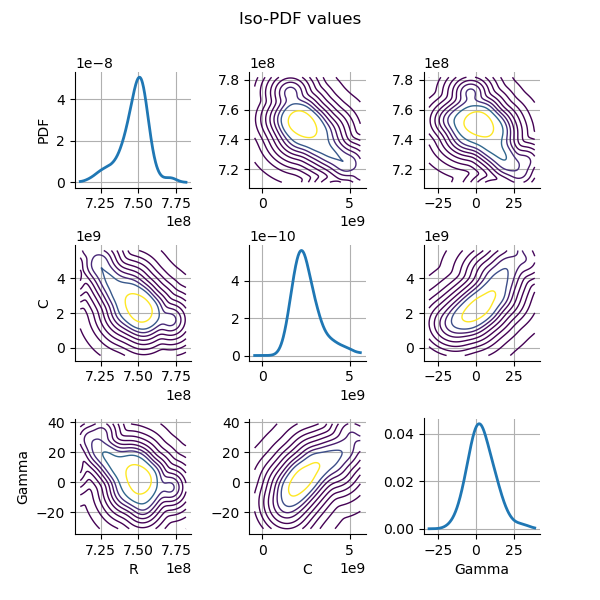 Iso-PDF values
1e−8
PDF
4
2
0
7.25 7.50 7.75
1e8
1e8
7.8
7.6
7.4
7.2
0 5
1e9
1e8
7.8
7.6
7.4
7.2
−25 0 25
1e9
C
4
2
0
7.25 7.50 7.75
1e8
1e−10
4
2
0
0 5
1e9
1e9
4
2
0
−25 0 25
Gamma
40
20
0
−20
7.25 7.50 7.75
1e8
R
40
20
0
−20
0 5
1e9
C
0.04
0.02
0.00
−25 0 25
Gamma